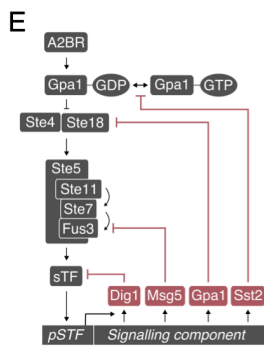 E
A2BR
Gpa1 GDP Gpa1 GTP
Ste4 Ste18
Ste5
Ste11
Ste7
Fus3
sTF
Dig1 Msg5 Gpa1 Sst2
pSTF Signalling component